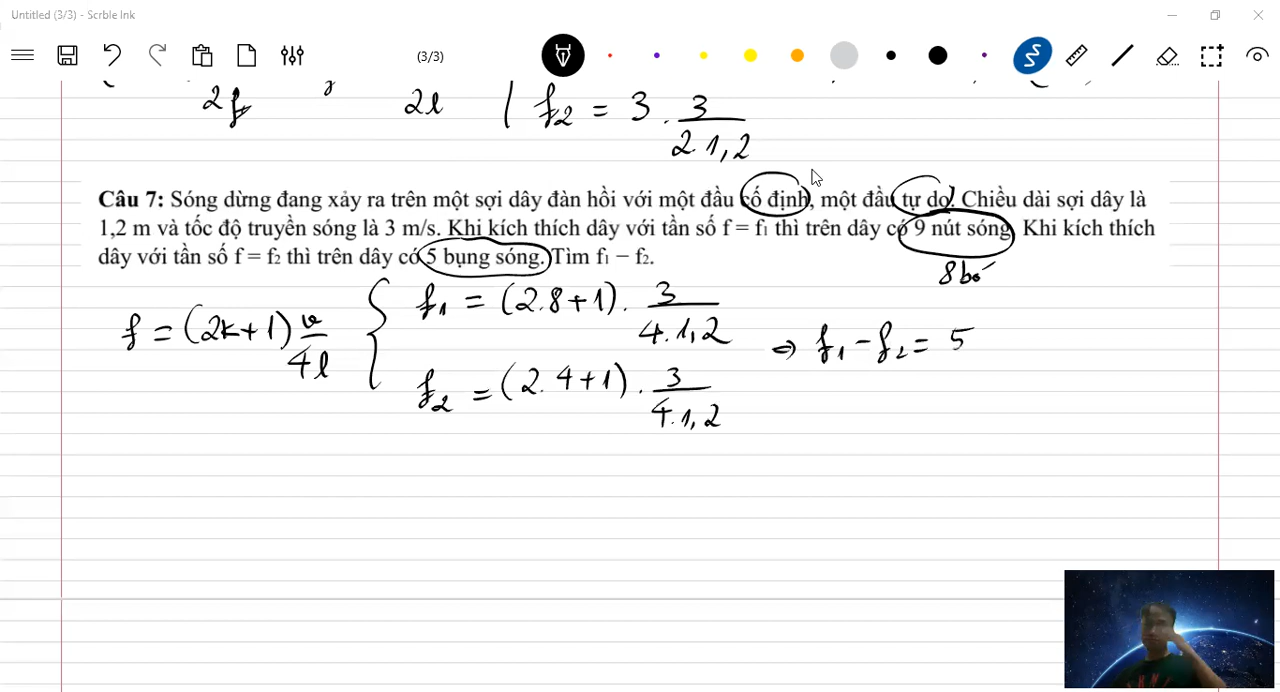 Untitled (3/3) - Scrble Ink
(3/3)
2f 2l f2 = 3 . 3/2.1,2
Câu 7: Sóng dừng đang xảy ra trên một sợi dây đàn hồi với một đầu cố định, một đầu tự do. Chiều dài sợi dây là
1,2 m và tốc độ truyền sóng là 3 m/s. Khi kích thích dây với tần số f = f₁ thì trên dây có 9 nút sóng. Khi kích thích
dây với tần số f = f₂ thì trên dây có 5 bụng sóng. Tìm f₁ − f₂.
8 bó
f = (2k+1) v/4l
f1 = (2.8+1) . 3/4.1,2
f2 = (2.4+1) . 3/4.1,2
=> f1 - f2 = 5